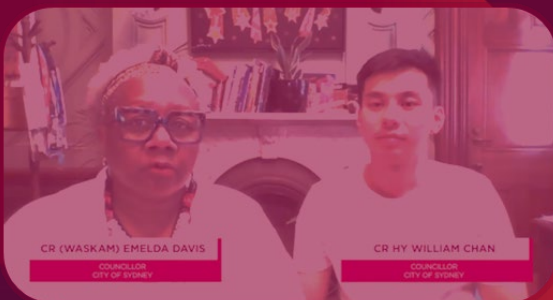 CR (WASKAM) EMELDA DAVIS
COUNCILLOR
CITY OF SYDNEY
CR HY WILLIAM CHAN
COUNCILLOR
CITY OF SYDNEY